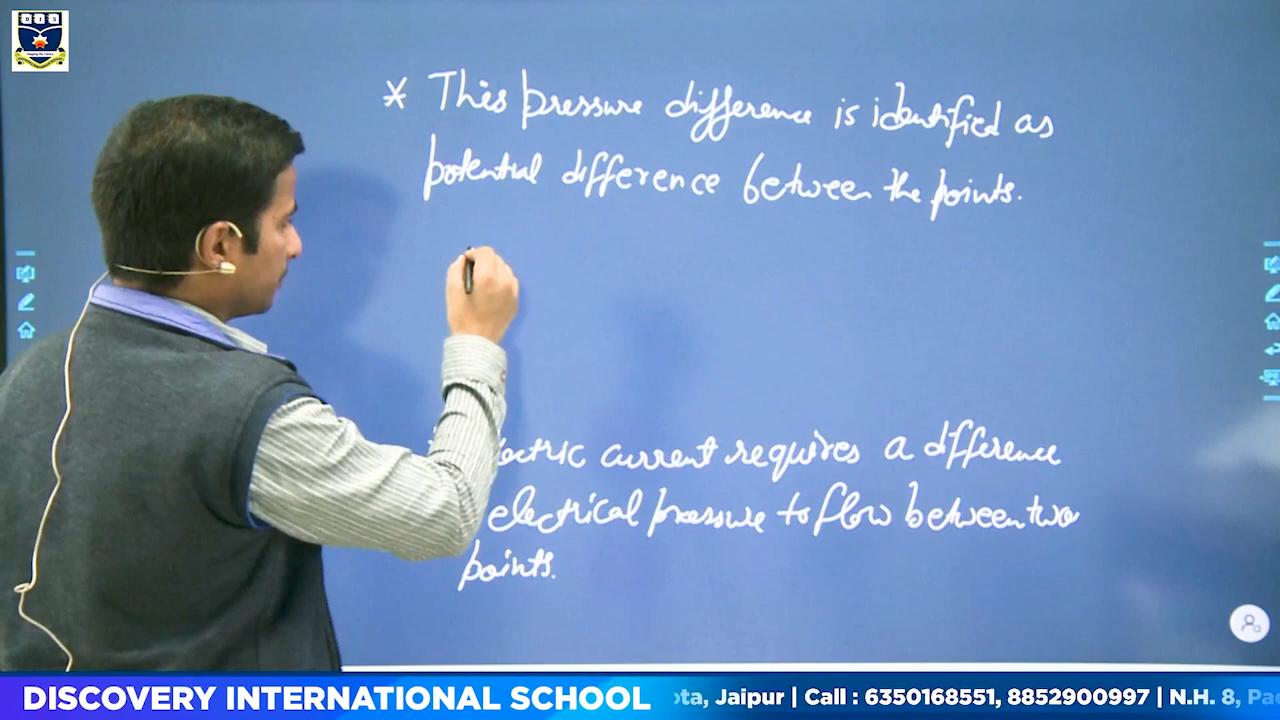 * This pressure difference is identified as
potential difference between the points.
ectric current requires a difference
electrical pressure to flow between two
points.
DISCOVERY INTERNATIONAL SCHOOL
ota, Jaipur | Call : 6350168551, 8852900997 | N.H. 8, Pa